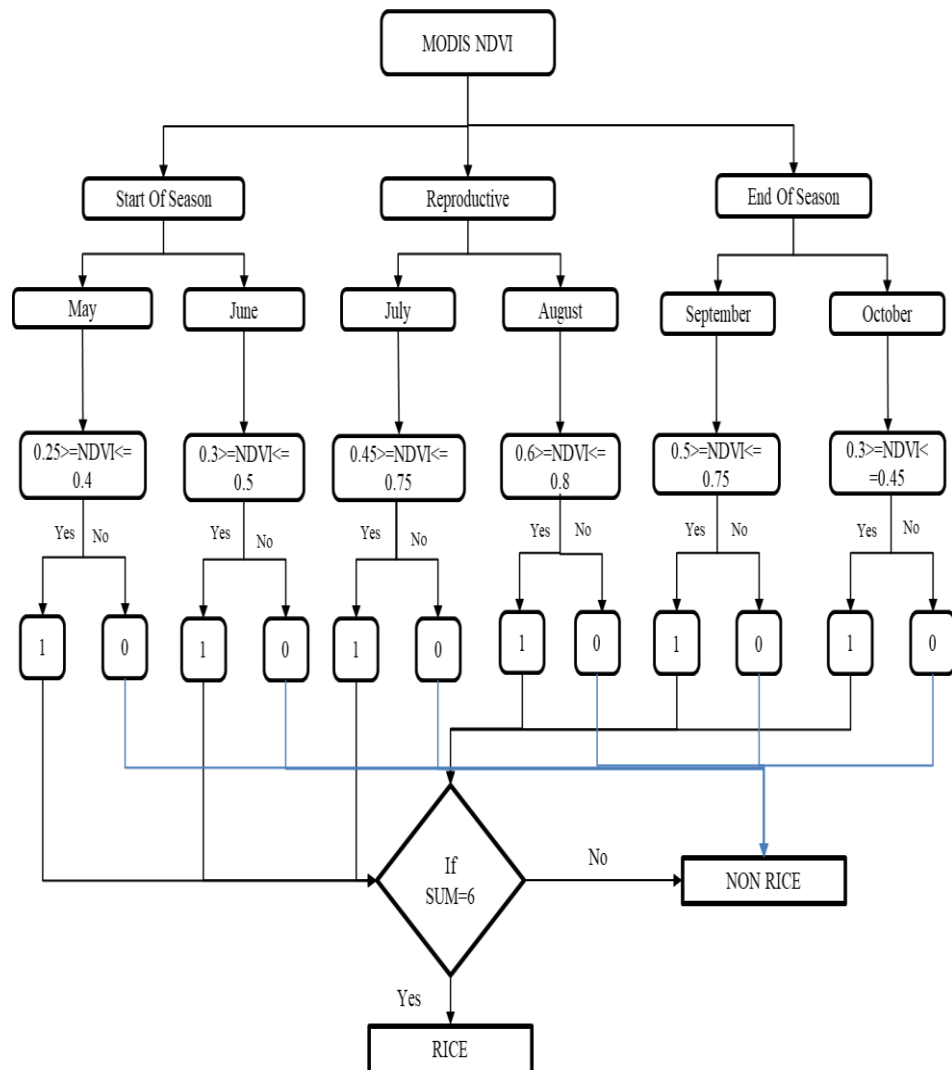 MODIS NDVI
Start Of Season
Reproductive
End Of Season
May
June
July
August
September
October
0.25>=NDVI<=
0.4
0.3>=NDVI<=
0.5
0.45>=NDVI<=
0.75
0.6>=NDVI<=
0.8
0.5>=NDVI<=
0.75
0.3>=NDVI<
=0.45
Yes
No
Yes
No
Yes
No
Yes
No
Yes
No
Yes
No
1
0
1
0
1
0
1
0
1
0
1
0
If
SUM=6
No
NON RICE
Yes
RICE